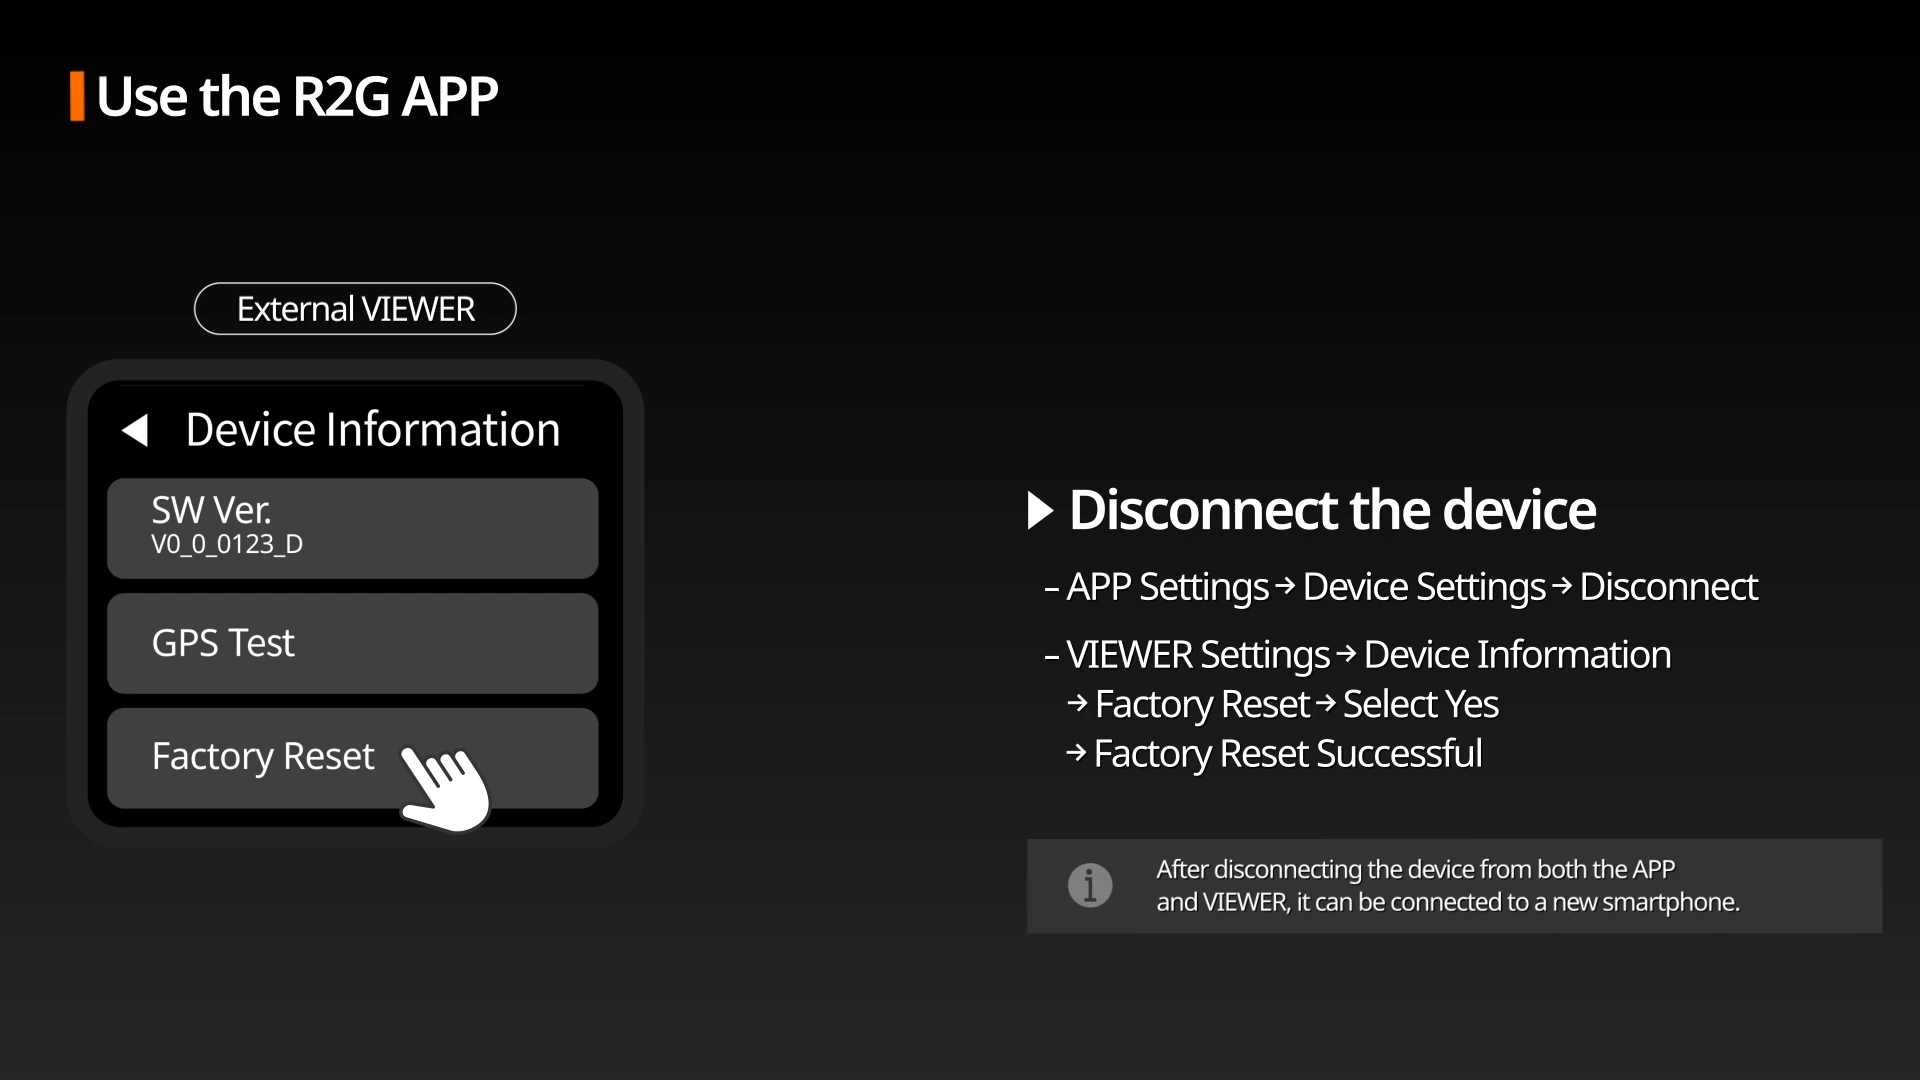 Use the R2G APP
External VIEWER
Device Information
SW Ver.
V0_0_0123_D
GPS Test
Factory Reset
Disconnect the device
– APP Settings → Device Settings → Disconnect
– VIEWER Settings → Device Information
→ Factory Reset → Select Yes
→ Factory Reset Successful
After disconnecting the device from both the APP
and VIEWER, it can be connected to a new smartphone.